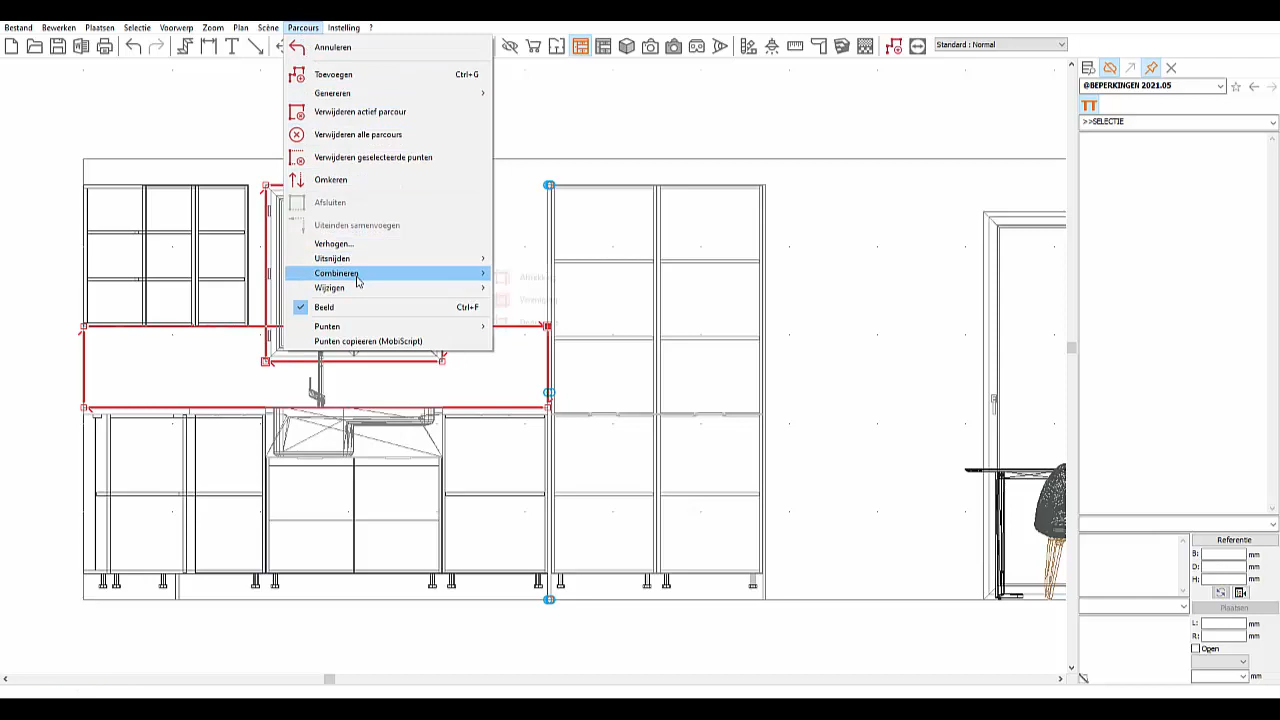 Bestand Bewerken Plaatsen Selectie Voorwerp Zoom Plan Scène Parcours Instelling ?
Standard : Normal
Annuleren
Toevoegen Ctrl+G
Genereren
Verwijderen actief parcour
Verwijderen alle parcours
Verwijderen geselecteerde punten
Omkeren
Afsluiten
Uiteinden samenvoegen
Verhogen...
Uitsnijden
Combineren
Wijzigen
Beeld Ctrl+F
Punten
Punten copieeren (MobiScript)
@BEPERKINGEN 2021.05
>>SELECTIE
Referentie
B: mm
D: mm
H: mm
Plaatsen
L: mm
R: mm
Open
mm